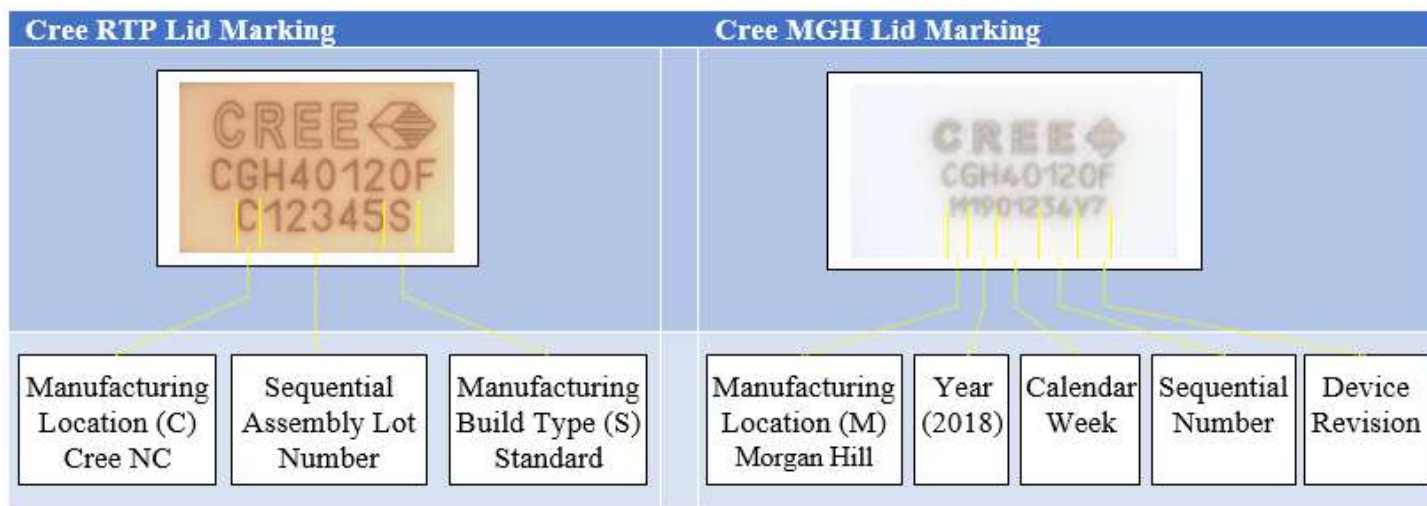 Cree RTP Lid Marking
Cree MGH Lid Marking
CREE
CGH40120F
C12345S
CREE
CGH40120F
M1901234V7
Manufacturing
Location (C)
Cree NC
Sequential
Assembly Lot
Number
Manufacturing
Build Type (S)
Standard
Manufacturing
Location (M)
Morgan Hill
Year
(2018)
Calendar
Week
Sequential
Number
Device
Revision